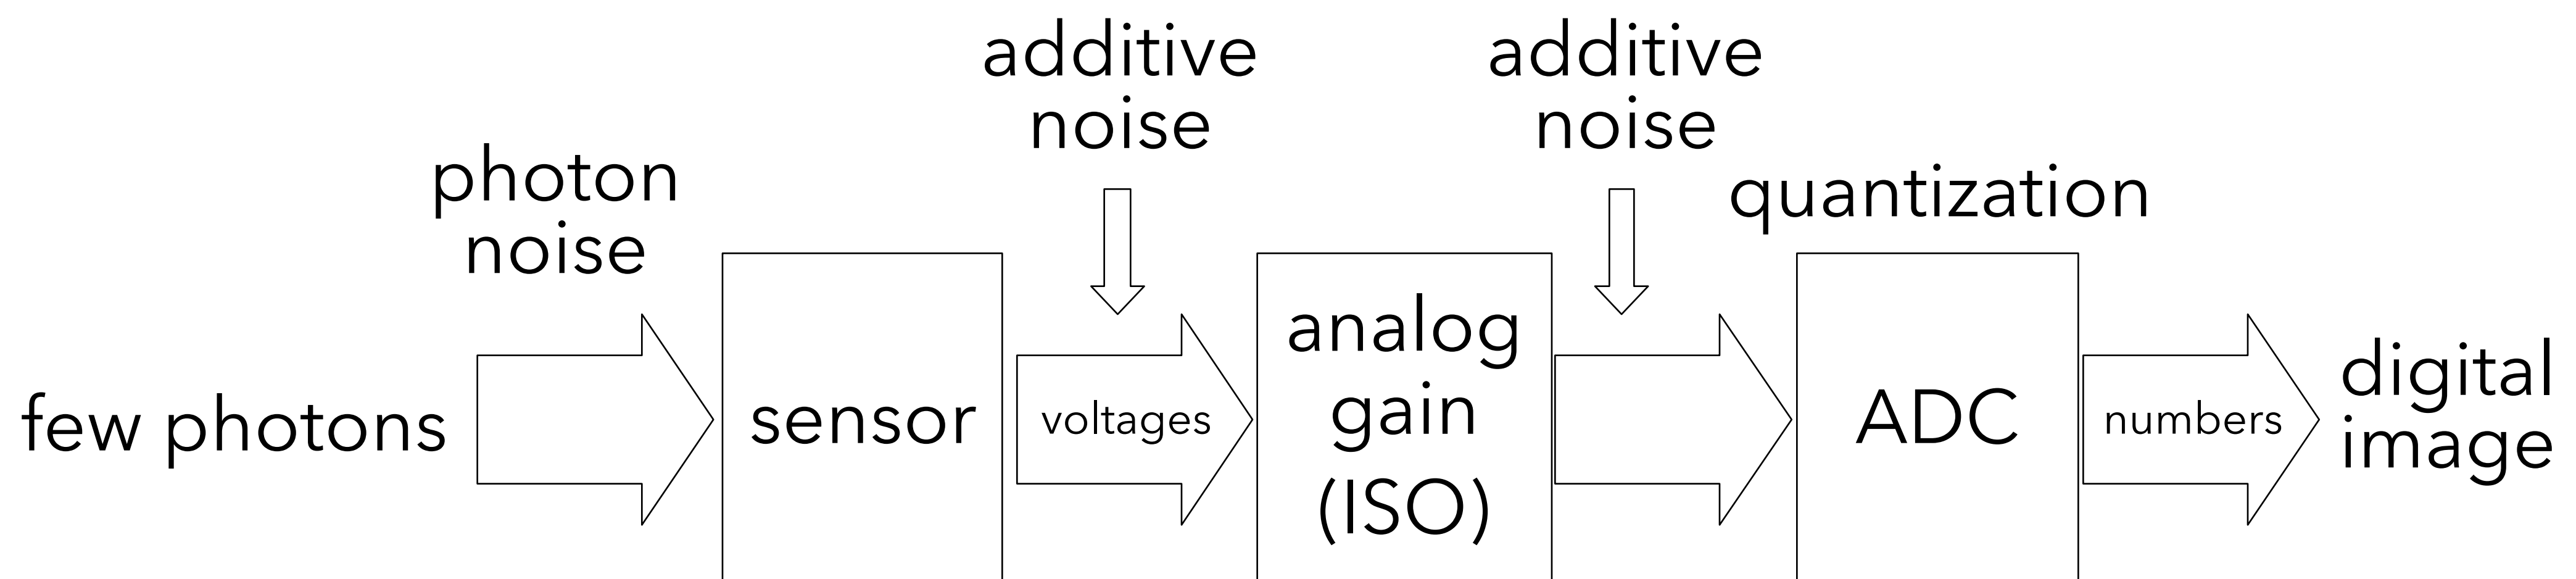 additive
noise
additive
noise
photon
noise
quantization
few photons
sensor
voltages
analog
gain
(ISO)
ADC
numbers
digital
image